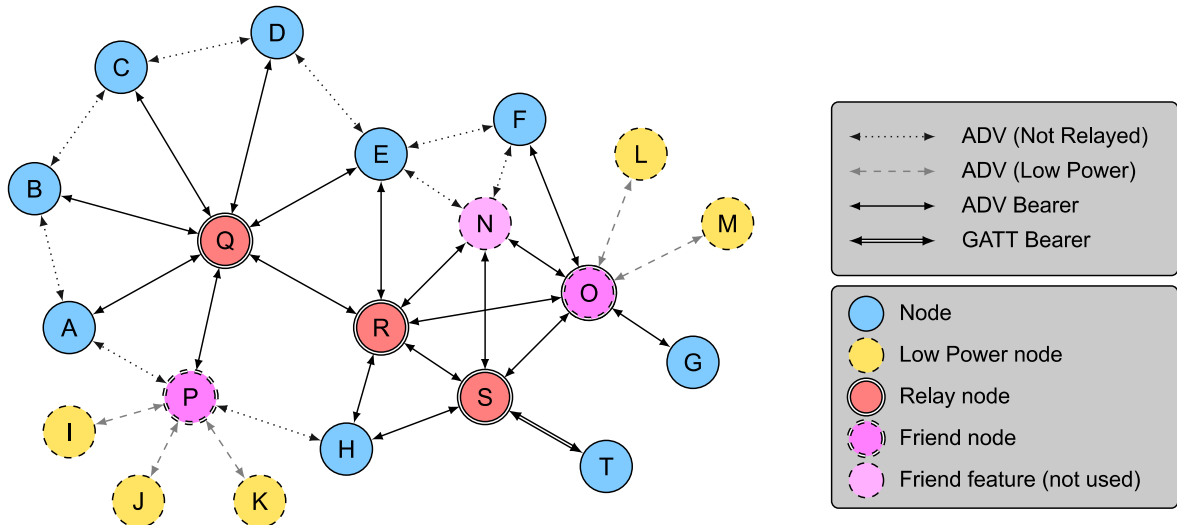 D
C
F
E
L
B
N
M
Q
O
A
R
G
P
S
I
H
T
J
K
ADV (Not Relayed)
ADV (Low Power)
ADV Bearer
GATT Bearer
Node
Low Power node
Relay node
Friend node
Friend feature (not used)